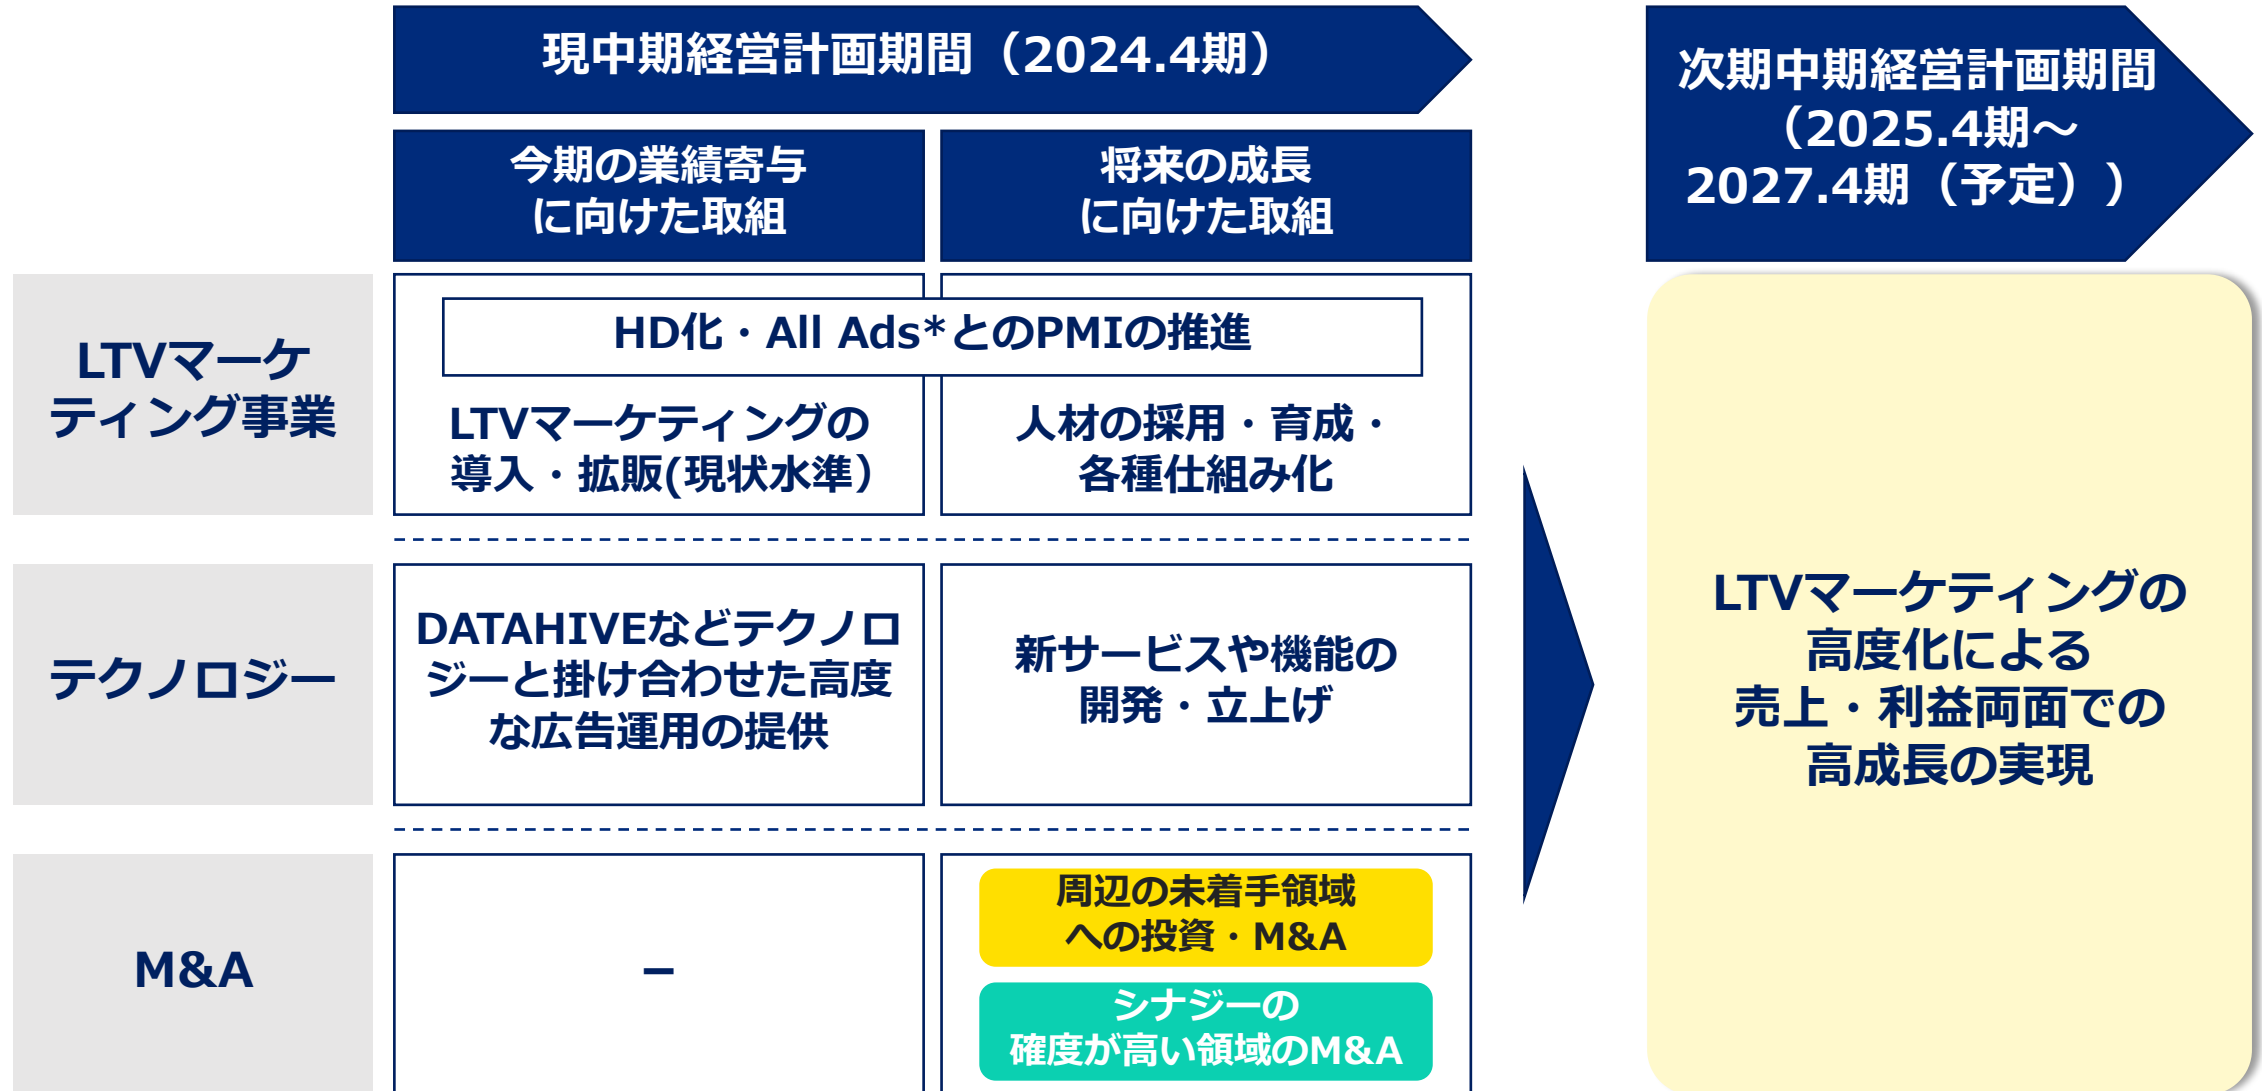 現中期経営計画期間（2024.4期）
次期中期経営計画期間
（2025.4期～
2027.4期（予定））
今期の業績寄与
に向けた取組
将来の成長
に向けた取組
LTVマーケ
ティング事業
HD化・All Ads*とのPMIの推進
LTVマーケティングの
導入・拡販(現状水準）
人材の採用・育成・
各種仕組み化
テクノロジー
DATAHIVEなどテクノロ
ジーと掛け合わせた高度
な広告運用の提供
新サービスや機能の
開発・立上げ
M&A
–
周辺の未着手領域
への投資・M&A
シナジーの
確度が高い領域のM&A
LTVマーケティングの
高度化による
売上・利益両面での
高成長の実現